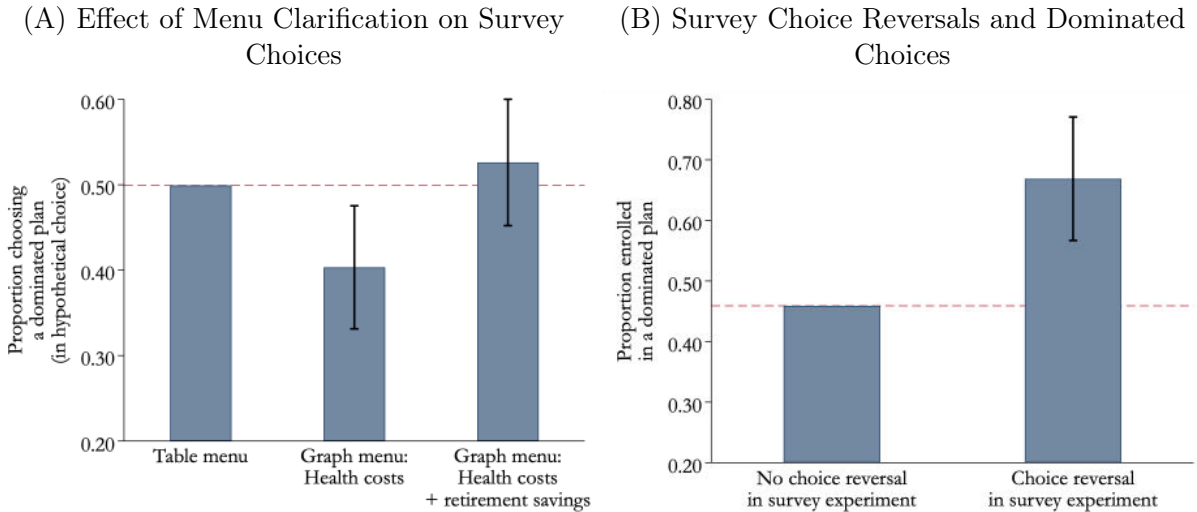 (A) Effect of Menu Clarification on Survey
Choices
Proportion choosing
a dominated plan
(in hypothetical choice)
0.60
0.50
0.40
0.30
0.20
Table menu
Graph menu:
Health costs
Graph menu:
Health costs
+ retirement savings
(B) Survey Choice Reversals and Dominated
Choices
Proportion enrolled
in a dominated plan
0.80
0.70
0.60
0.50
0.40
0.30
0.20
No choice reversal
in survey experiment
Choice reversal
in survey experiment